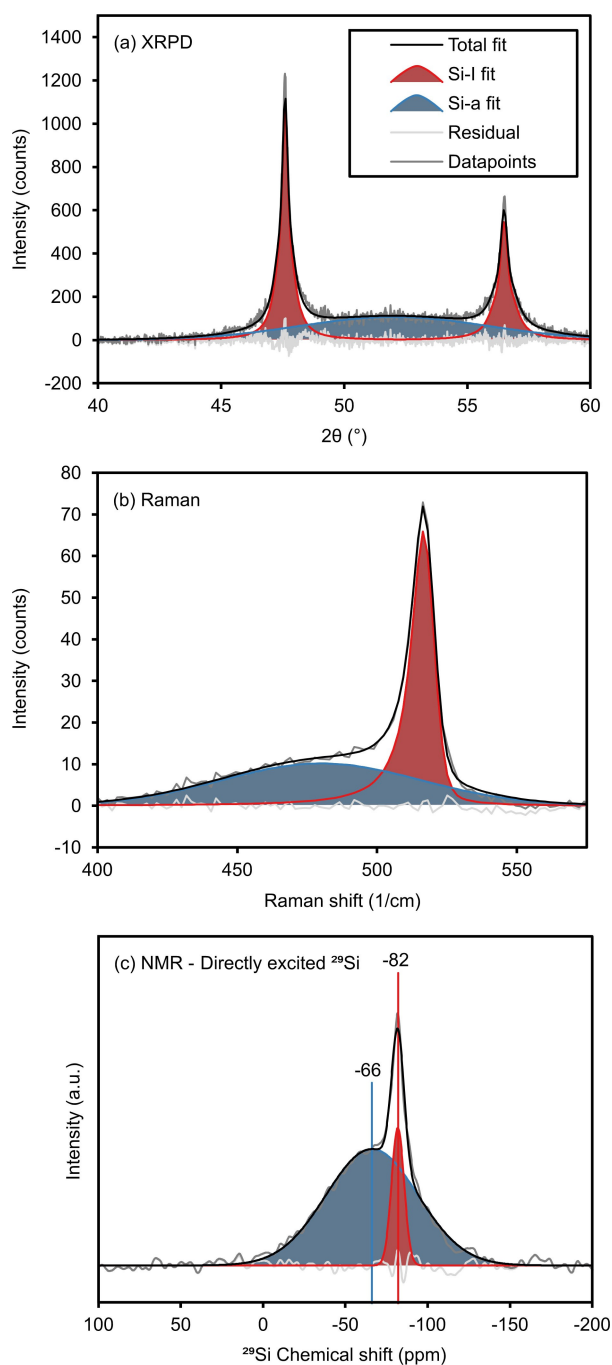 (a) XRPD
Total fit
Si-I fit
Si-a fit
Residual
Datapoints
1400
1200
1000
800
600
400
200
0
-200
Intensity (counts)
40 45 50 55 60
2θ (°)
(b) Raman
80
70
60
50
40
30
20
10
0
-10
Intensity (counts)
400 450 500 550
Raman shift (1/cm)
(c) NMR - Directly excited ²⁹Si
-82
-66
Intensity (a.u.)
100 50 0 -50 -100 -150 -200
²⁹Si Chemical shift (ppm)